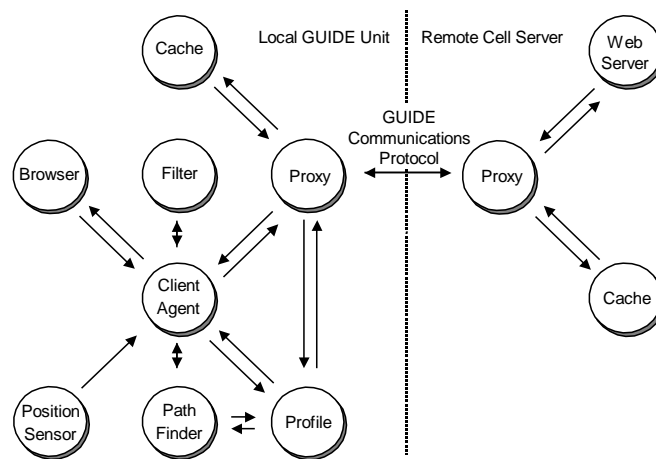 Local GUIDE Unit
Remote Cell Server
Cache
Web
Server
GUIDE
Communications
Protocol
Browser
Filter
Proxy
Proxy
Client
Agent
Cache
Position
Sensor
Path
Finder
Profile